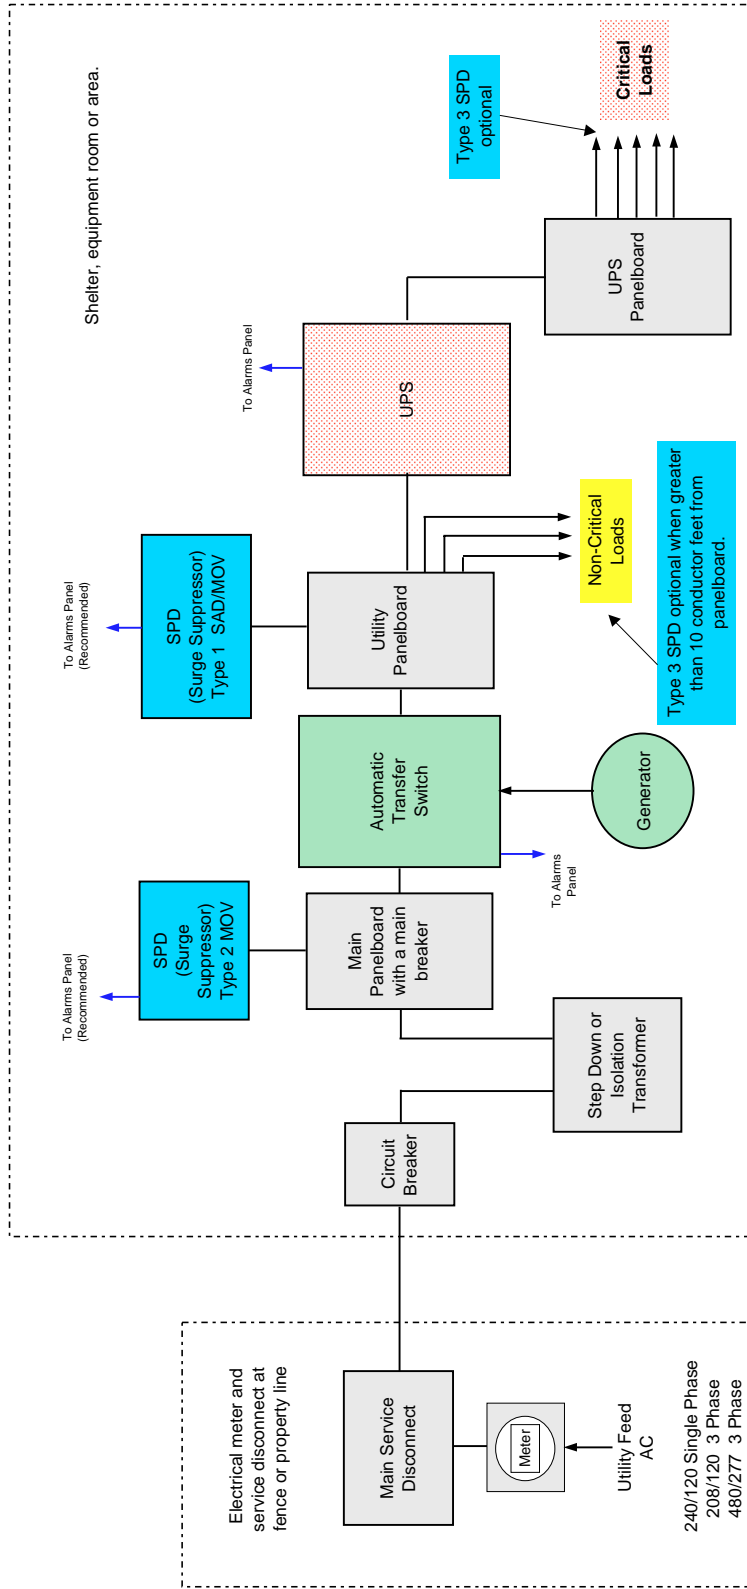 Electrical meter and
service disconnect at
fence or property line
Main Service
Disconnect
Meter
Utility Feed
AC
240/120 Single Phase
208/120  3 Phase
480/277  3 Phase
Shelter, equipment room or area.
Circuit
Breaker
Step Down or
Isolation
Transformer
To Alarms Panel
(Recommended)
SPD
(Surge
Suppressor)
Type 2 MOV
Main
Panelboard
with a main
breaker
Automatic
Transfer
Switch
To Alarms
Panel
Generator
To Alarms Panel
(Recommended)
SPD
(Surge Suppressor)
Type 1  SAD/MOV
Utility
Panelboard
Non-Critical
Loads
Type 3 SPD optional when greater
than 10 conductor feet from
panelboard.
To Alarms Panel
UPS
UPS
Panelboard
Type 3 SPD
optional
Critical
Loads